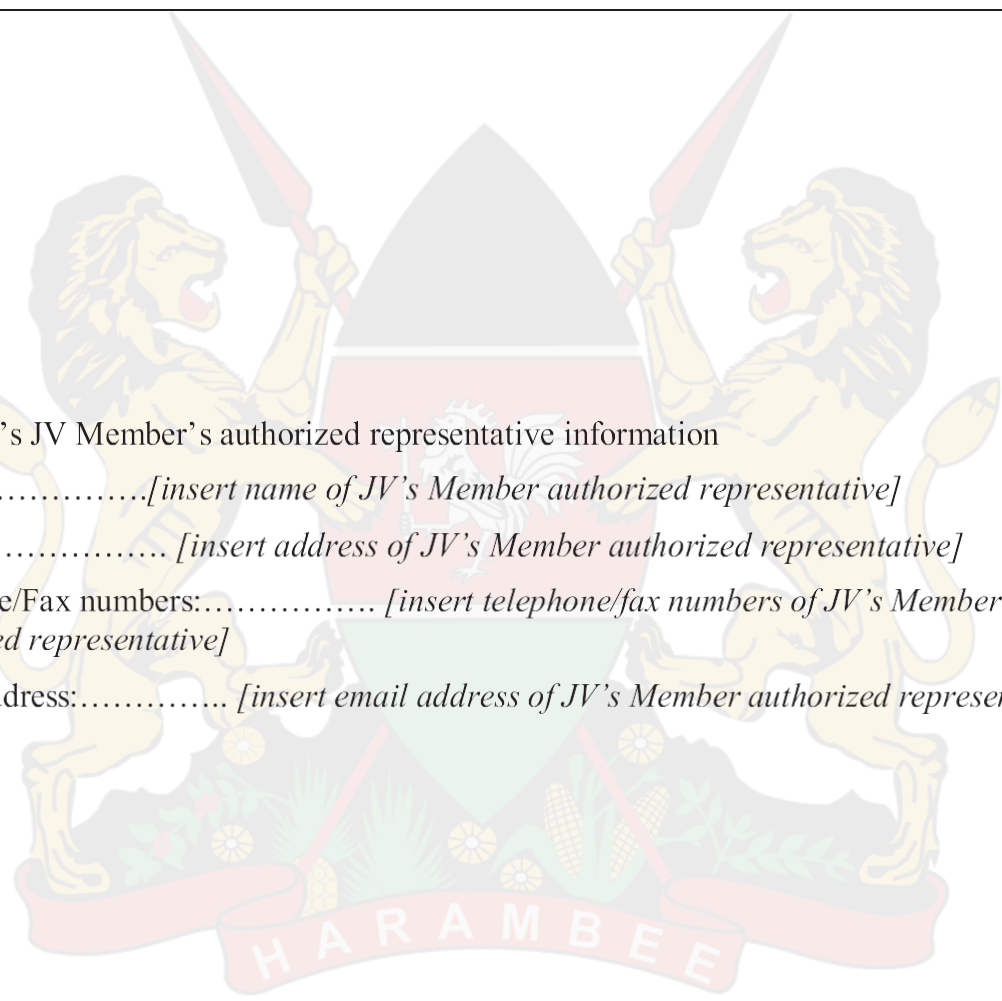 ’s JV Member’s authorized representative information
…………….[insert name of JV’s Member authorized representative]
……………. [insert address of JV’s Member authorized representative]
e/Fax numbers:……………. [insert telephone/fax numbers of JV’s Member
ed representative]
dress:………….. [insert email address of JV’s Member authorized represen
HARAMBEE